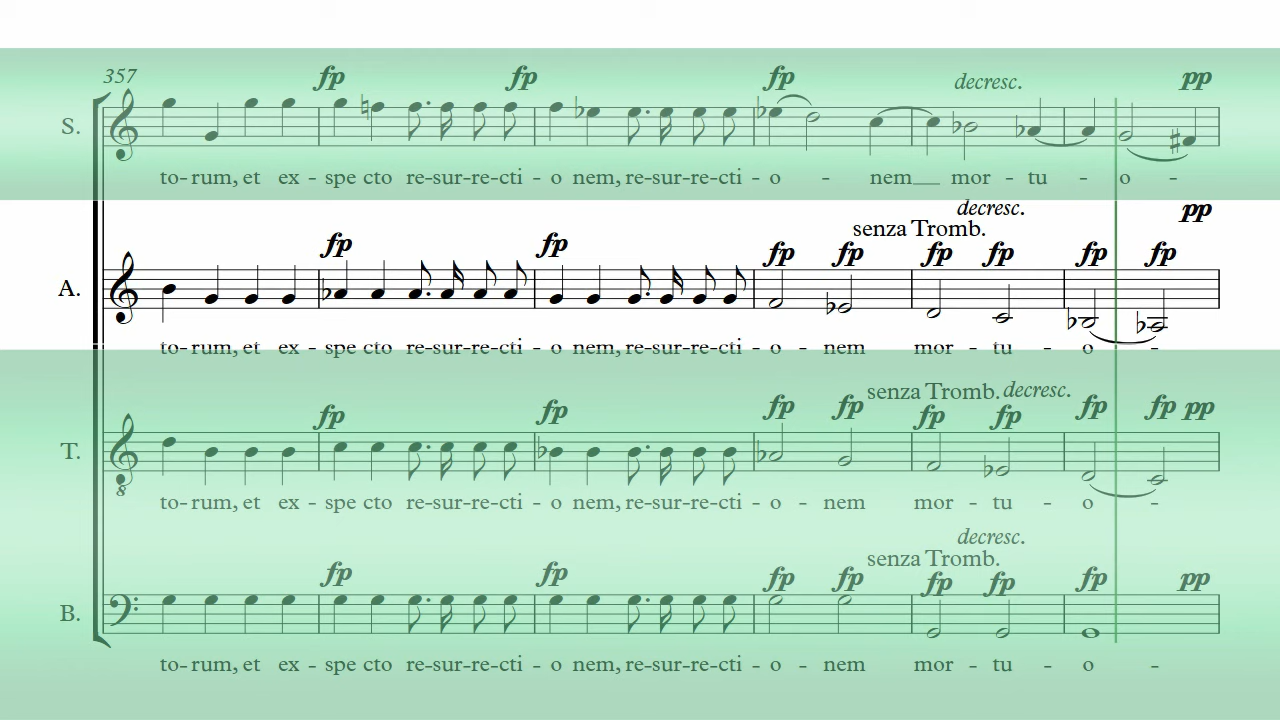 357
fp fp fp decresc. pp
S.
to- rum, et ex - spe cto re-sur-re-cti - o nem, re-sur-re-cti - o - nem__ mor - tu - o -
decresc. pp
senza Tromb.
fp fp fp fp fp fp fp fp
A.
to- rum, et ex - spe cto re-sur-re-cti - o nem, re-sur-re-cti - o - nem mor - tu - o -
senza Tromb. decresc.
fp fp fp fp fp fp fp fp pp
T.
8
to- rum, et ex - spe cto re-sur-re-cti - o nem, re-sur-re-cti - o - nem mor - tu - o -
decresc.
senza Tromb.
fp fp fp fp fp fp fp pp
B.
to- rum, et ex - spe cto re-sur-re-cti - o nem, re-sur-re-cti - o - nem mor - tu - o -